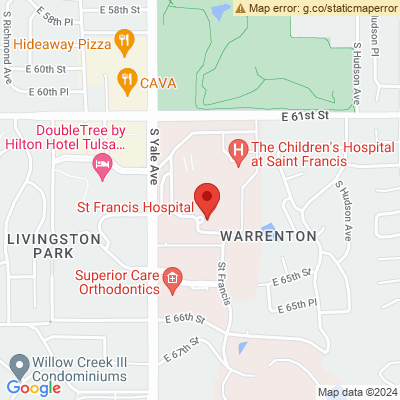 Map error: g.co/staticmaperror
E 58th St
E 58th St
S Richmond Ave
Hideaway Pizza
E 60th St
CAVA
E 60th St
S Hudson Pl
S Hudson Ave
E 61st St
DoubleTree by
Hilton Hotel Tulsa...
S Yale Ave
The Children's Hospital
at Saint Francis
St Francis Hospital
S Hudson Ave
LIVINGSTON
PARK
WARRENTON
St Francis
Superior Care
Orthodontics
E 65th St
E 65th Pl
E 66th St
E 67th St
Willow Creek III
Condominiums
Google
Map data ©2024